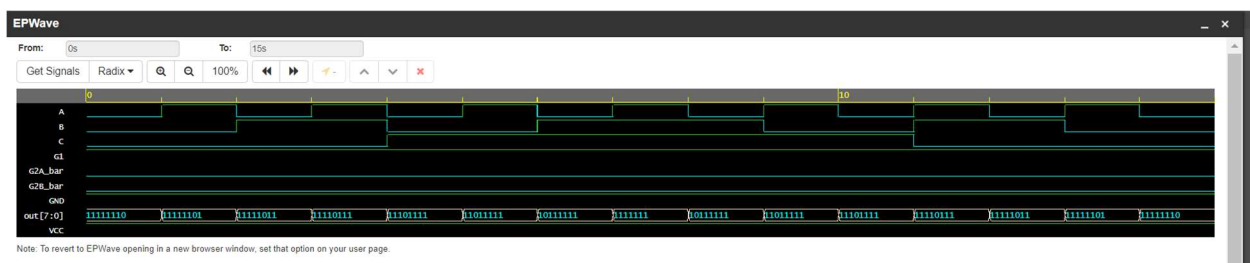 EPWave
From: 0s To: 15s
Get Signals Radix 100%
0 10
A
B
C
G1
G2A_bar
G2B_bar
GND
out[7:0] 11111110 11111101 11111011 11110111 11101111 11011111 10111111 1111111 10111111 11011111 11101111 11110111 11111011 11111101 11111110
VCC
Note: To revert to EPWave opening in a new browser window, set that option on your user page.